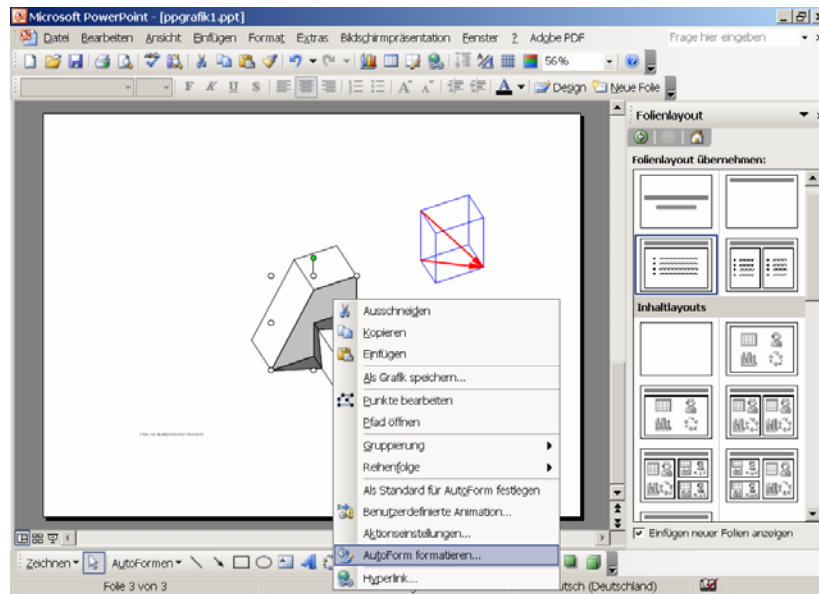 Microsoft PowerPoint - [ppgrafik1.ppt]
Datei Bearbeiten Ansicht Einfügen Format Extras Bildschirmpräsentation Fenster ? Adobe PDF Frage hier eingeben
56%
F K U S Design Neue Folie
Folienlayout
Folienlayout übernehmen:
Inhaltlayouts
Ausschneiden
Kopieren
Einfügen
Als Grafik speichern...
Punkte bearbeiten
Pfad öffnen
Gruppierung
Reihenfolge
Als Standard für AutoForm festlegen
Benutzerdefinierte Animation...
Aktionseinstellungen...
AutoForm formatieren...
Hyperlink...
Einfügen neuer Folien anzeigen
Zeichnen AutoFormen
Folie 3 von 3 (Deutschland)